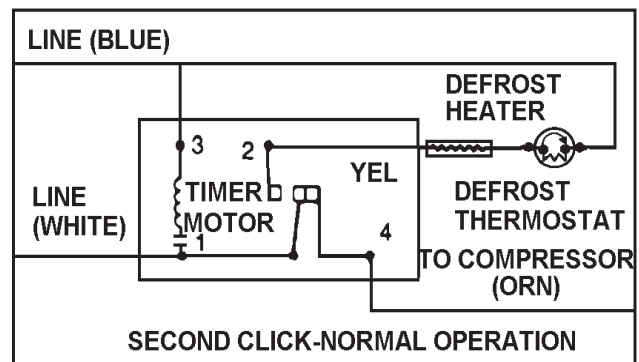 LINE (BLUE)
DEFROST
HEATER
3
2
YEL
LINE
(WHITE)
TIMER
MOTOR
1
DEFROST
THERMOSTAT
4
TO COMPRESSOR
(ORN)
SECOND CLICK-NORMAL OPERATION